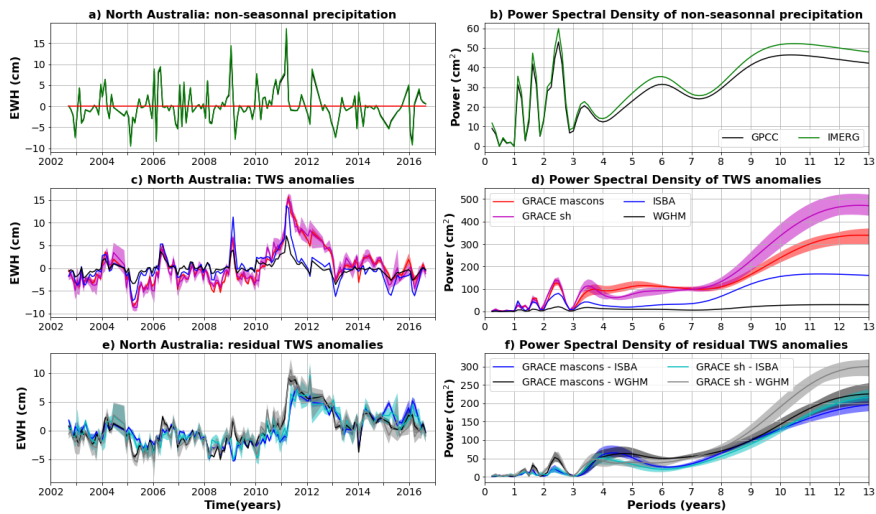 a) North Australia: non-seasonnal precipitation
EWH (cm)
15
10
5
0
−5
−10
2002 2004 2006 2008 2010 2012 2014 2016
b) Power Spectral Density of non-seasonnal precipitation
Power (cm²)
60
50
40
30
20
10
0
GPCC IMERG
0 1 2 3 4 5 6 7 8 9 10 11 12 13
c) North Australia: TWS anomalies
EWH (cm)
15
10
5
0
−5
−10
2002 2004 2006 2008 2010 2012 2014 2016
d) Power Spectral Density of TWS anomalies
Power (cm²)
500
400
300
200
100
0
GRACE mascons ISBA
GRACE sh WGHM
0 1 2 3 4 5 6 7 8 9 10 11 12 13
e) North Australia: residual TWS anomalies
EWH (cm)
10
5
0
−5
2002 2004 2006 2008 2010 2012 2014 2016
Time(years)
f) Power Spectral Density of residual TWS anomalies
Power (cm²)
300
250
200
150
100
50
0
GRACE mascons - ISBA GRACE sh - ISBA
GRACE mascons - WGHM GRACE sh - WGHM
0 1 2 3 4 5 6 7 8 9 10 11 12 13
Periods (years)